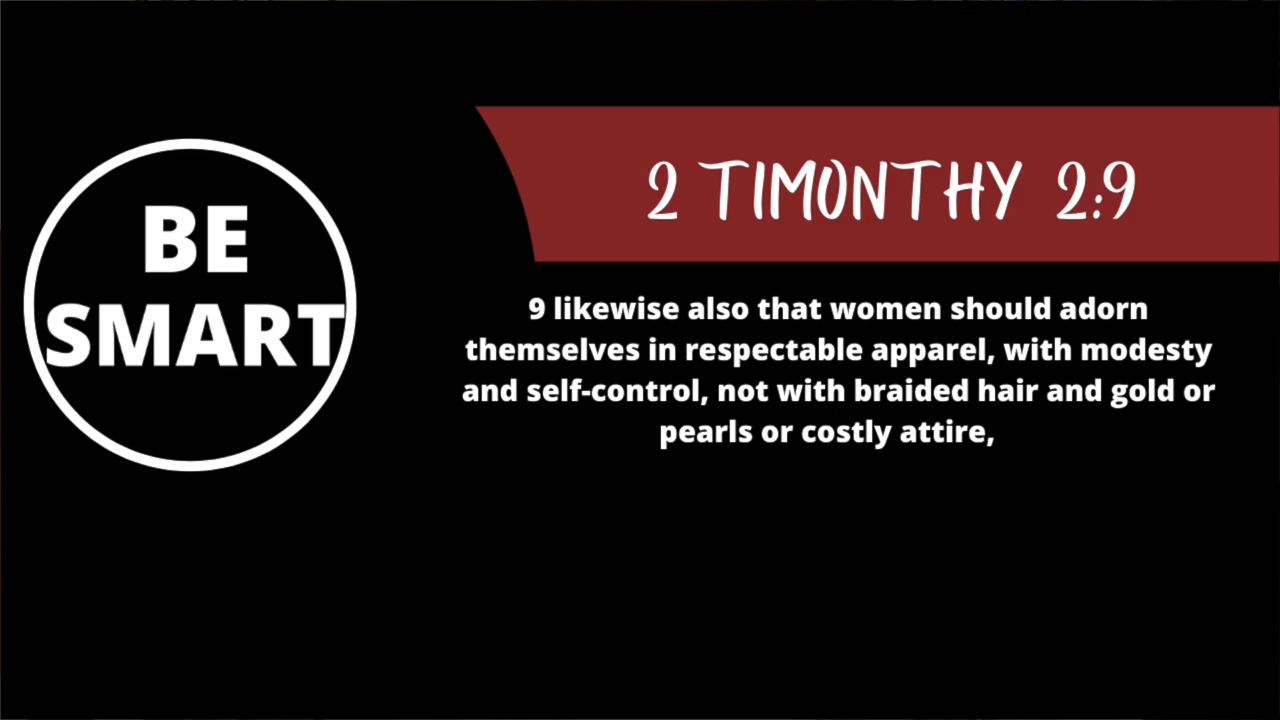 BE
SMART
2 TIMONTHY 2:9
9 likewise also that women should adorn
themselves in respectable apparel, with modesty
and self-control, not with braided hair and gold or
pearls or costly attire,